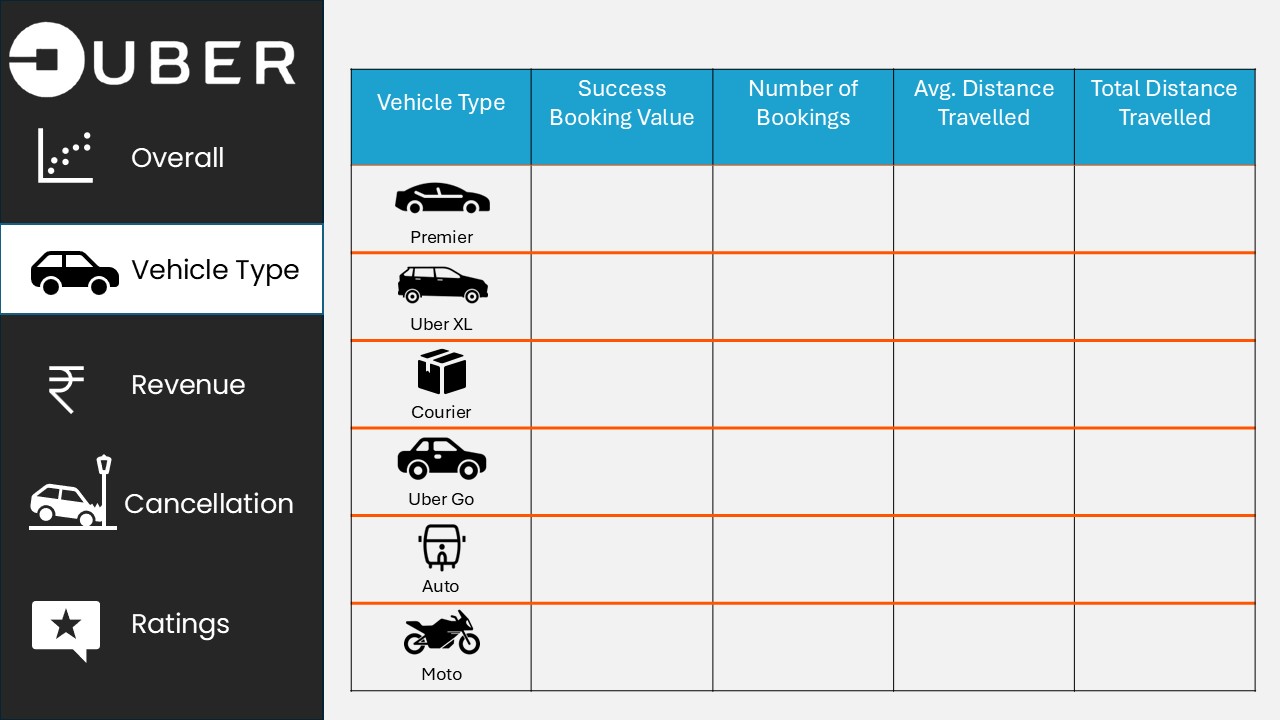 UBER
Overall
Vehicle Type
Revenue
Cancellation
Ratings
Vehicle Type
Success
Booking Value
Number of
Bookings
Avg. Distance
Travelled
Total Distance
Travelled
Premier
Uber XL
Courier
Uber Go
Auto
Moto